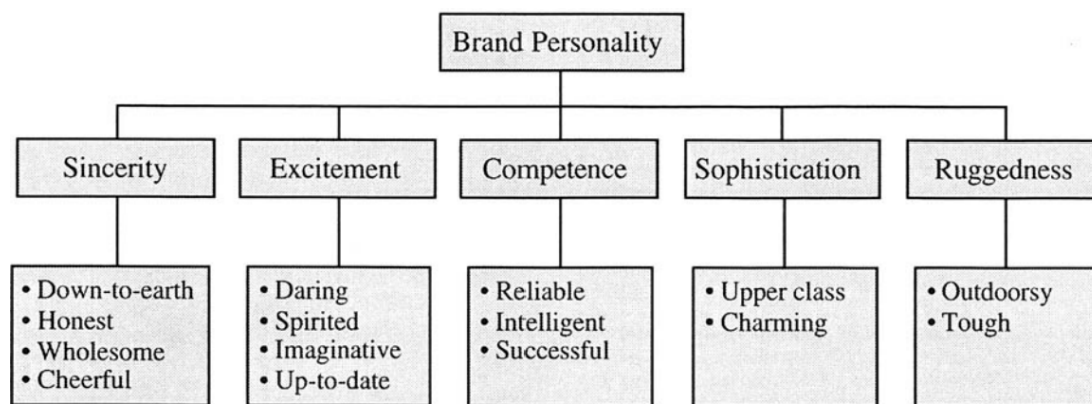 Brand Personality
Sincerity
Excitement
Competence
Sophistication
Ruggedness
• Down-to-earth
• Honest
• Wholesome
• Cheerful
• Daring
• Spirited
• Imaginative
• Up-to-date
• Reliable
• Intelligent
• Successful
• Upper class
• Charming
• Outdoorsy
• Tough